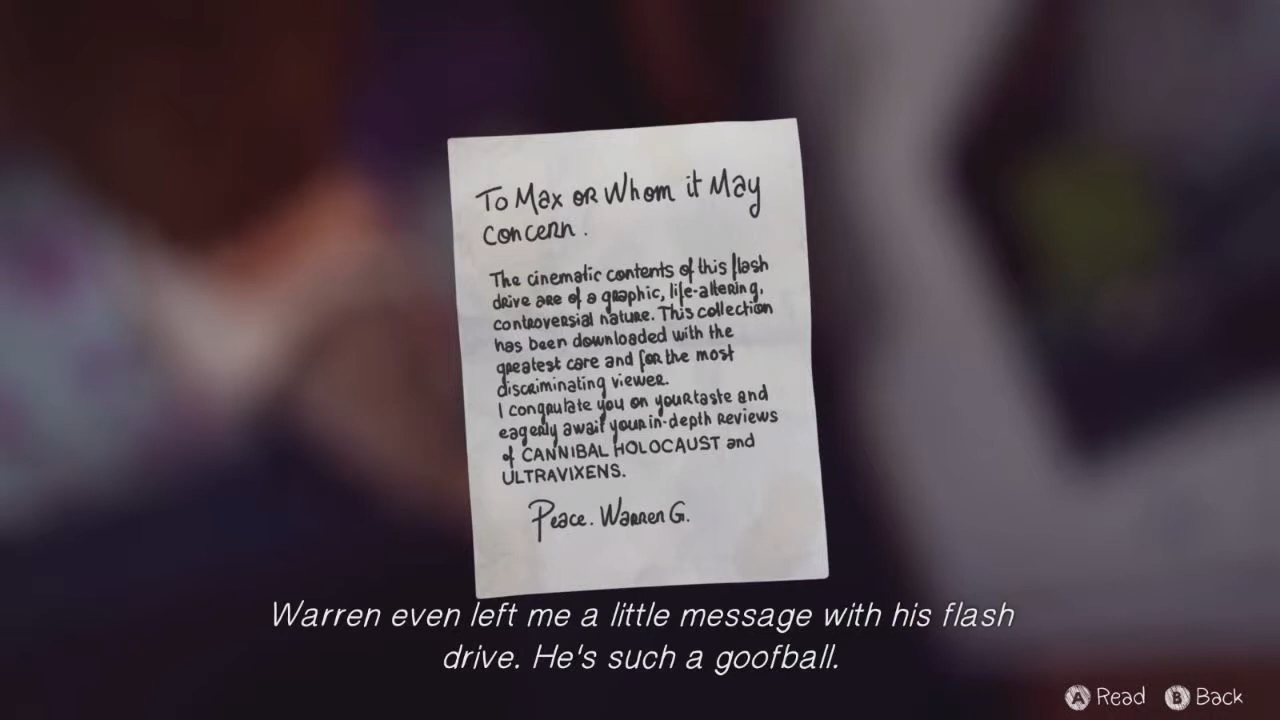 To Max or Whom it May
Concern.
The cinematic contents of this flash
drive are of a graphic, life-altering,
controversial nature. This collection
has been downloaded with the
greatest care and for the most
discriminating viewer.
I congrulate you on your taste and
eagerly await your in-depth reviews
of CANNIBAL HOLOCAUST and
ULTRAVIXENS.
Peace. Warren G.
Warren even left me a little message with his flash
drive. He's such a goofball.
A Read B Back